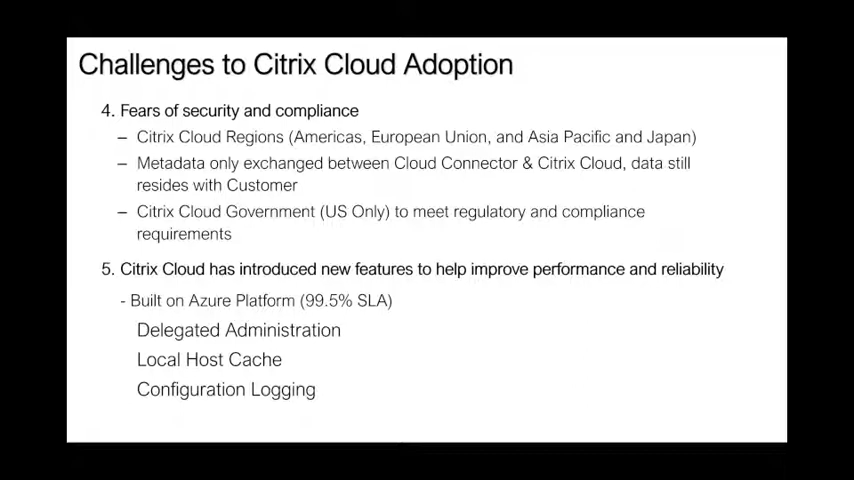 Challenges to Citrix Cloud Adoption
4. Fears of security and compliance
– Citrix Cloud Regions (Americas, European Union, and Asia Pacific and Japan)
– Metadata only exchanged between Cloud Connector & Citrix Cloud, data still
resides with Customer
– Citrix Cloud Government (US Only) to meet regulatory and compliance
requirements
5. Citrix Cloud has introduced new features to help improve performance and reliability
- Built on Azure Platform (99.5% SLA)
Delegated Administration
Local Host Cache
Configuration Logging